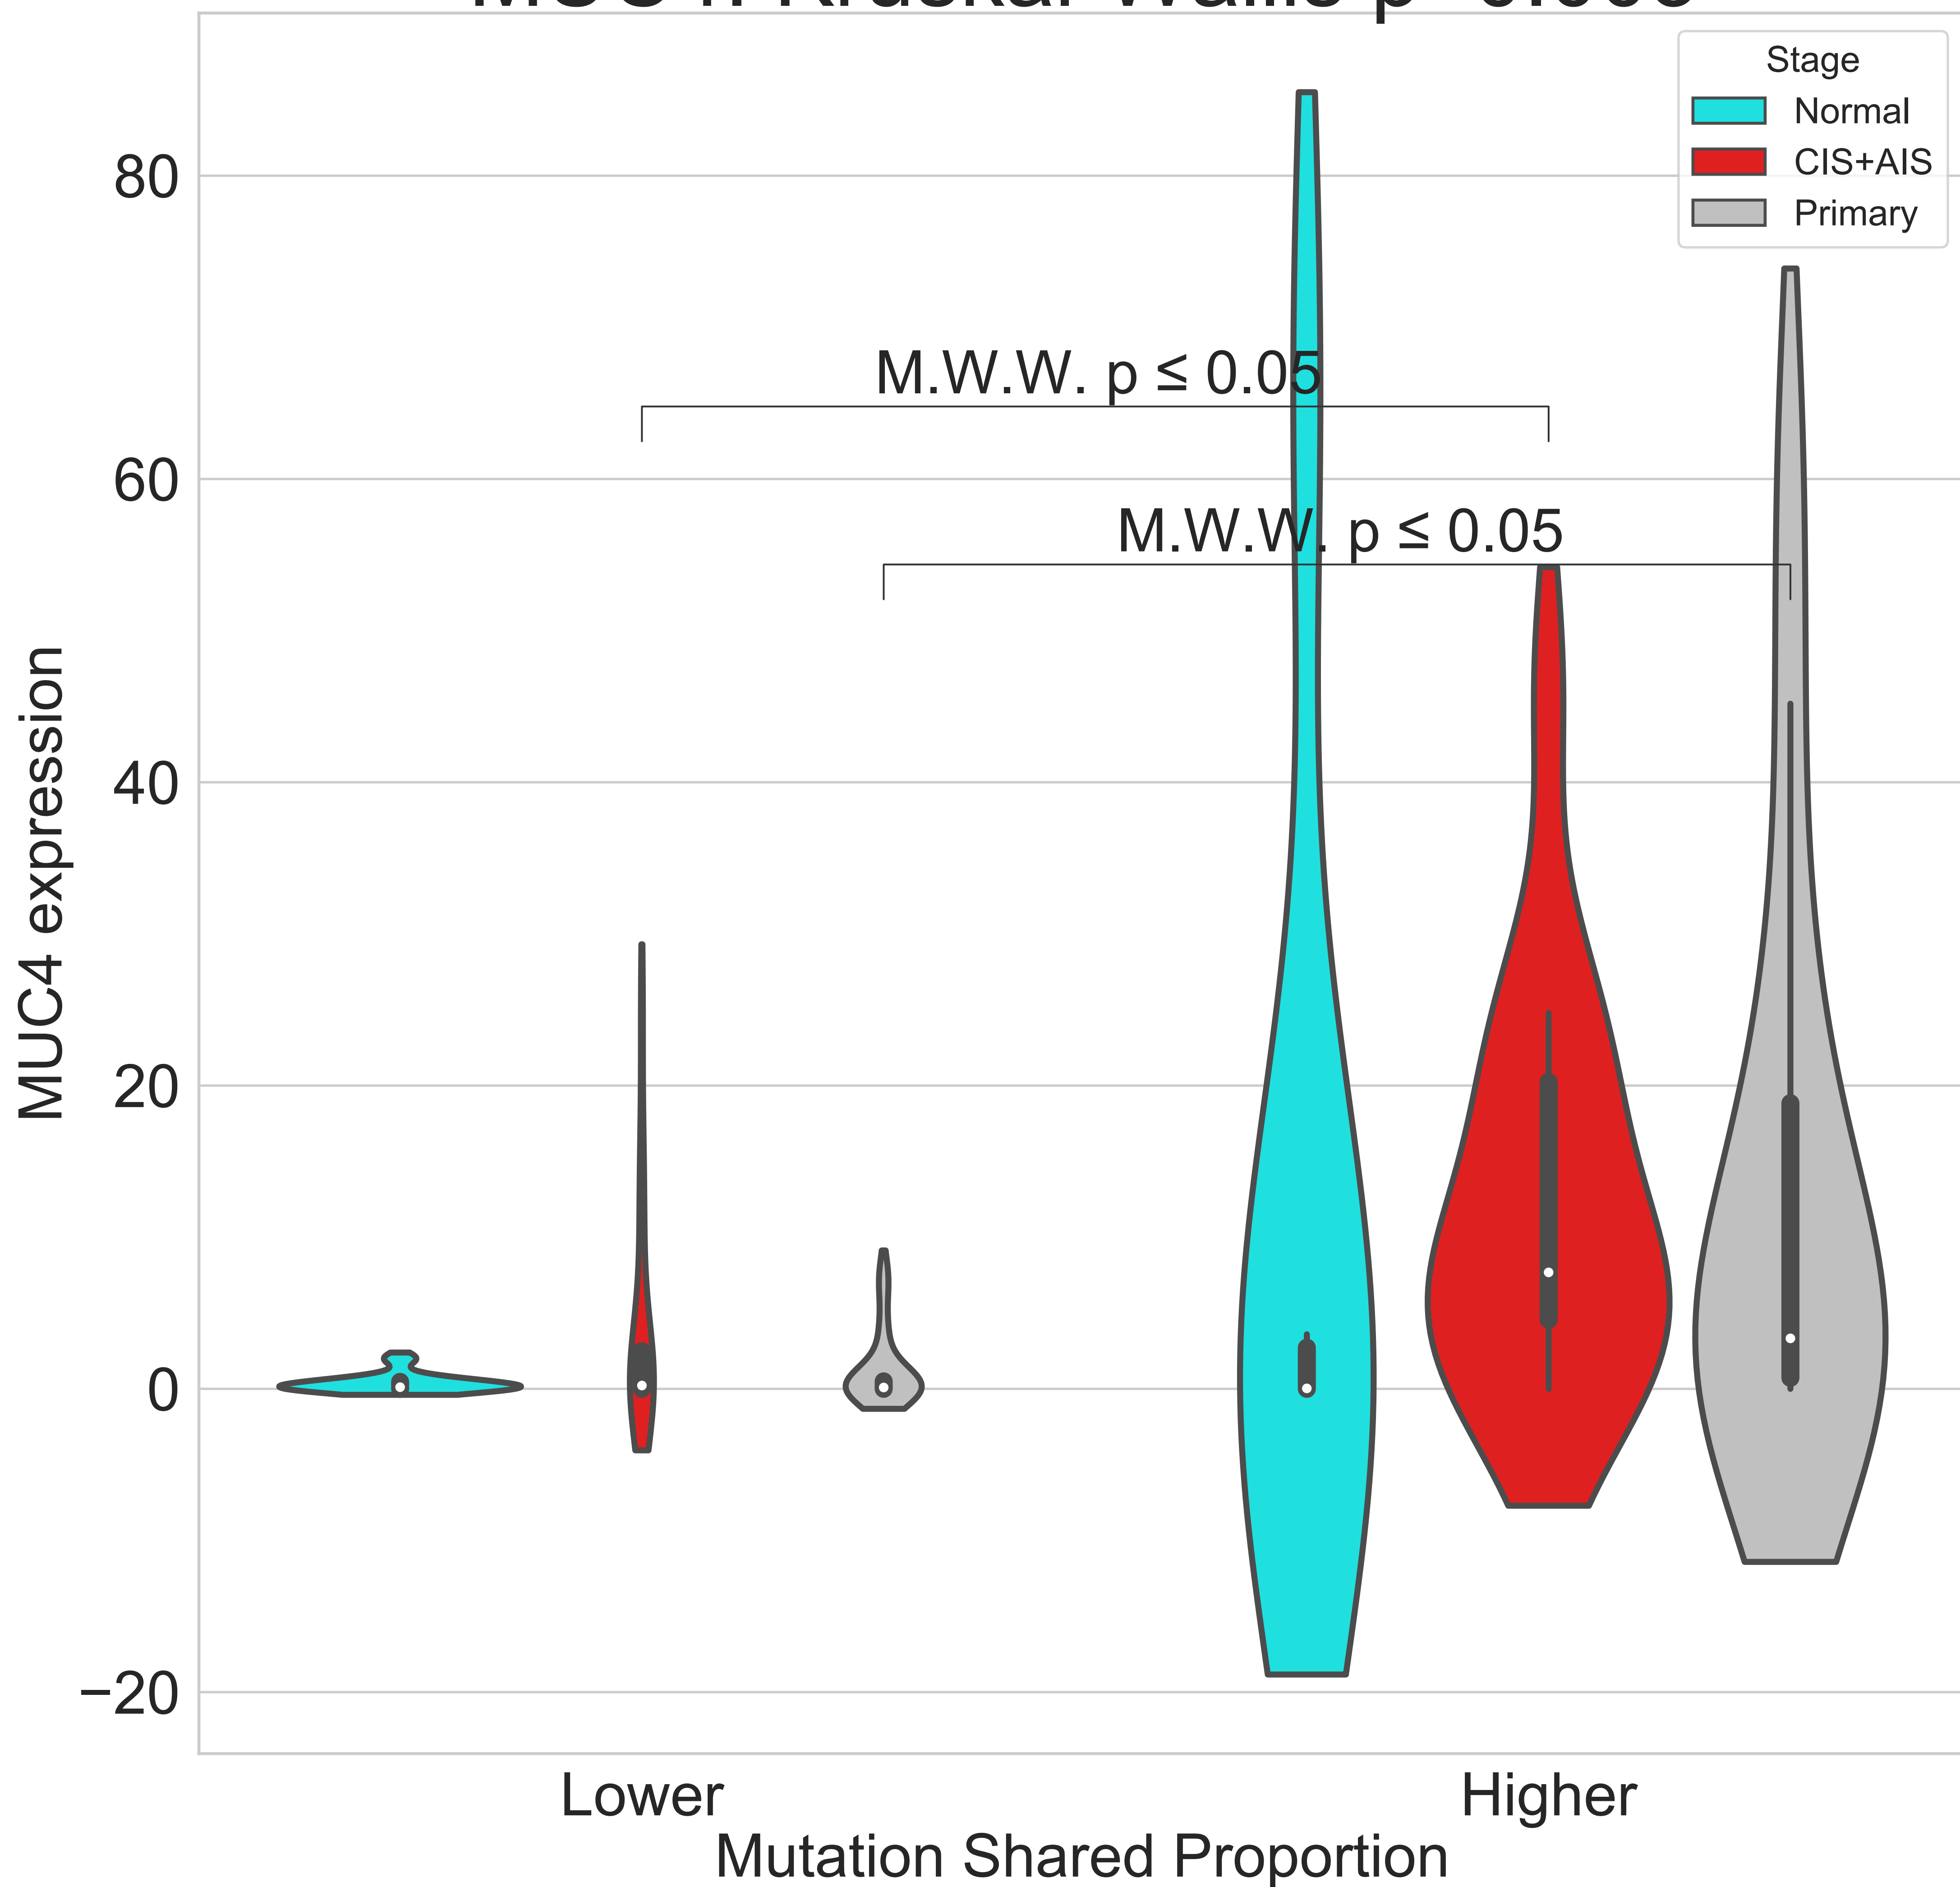 Stage
Normal
CIS+AIS
Primary
80
60
40
20
0
−20
M.W.W. p ≤ 0.05
M.W.W. p ≤ 0.05
MUC4 expression
Lower
Higher
Mutation Shared Proportion